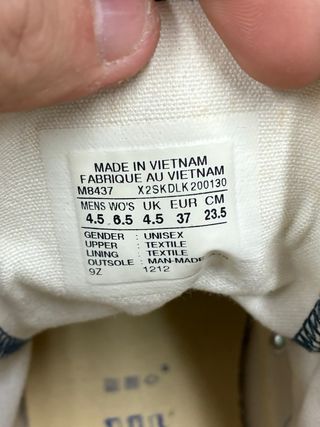 MADE IN VIETNAM
FABRIQUE AU VIETNAM
M8437 X2SKDLK200130
MENS WO'S UK EUR CM
4.5 6.5 4.5 37 23.5
GENDER : UNISEX
UPPER : TEXTILE
LINING : TEXTILE
OUTSOLE : MAN-MADE
9Z 1212